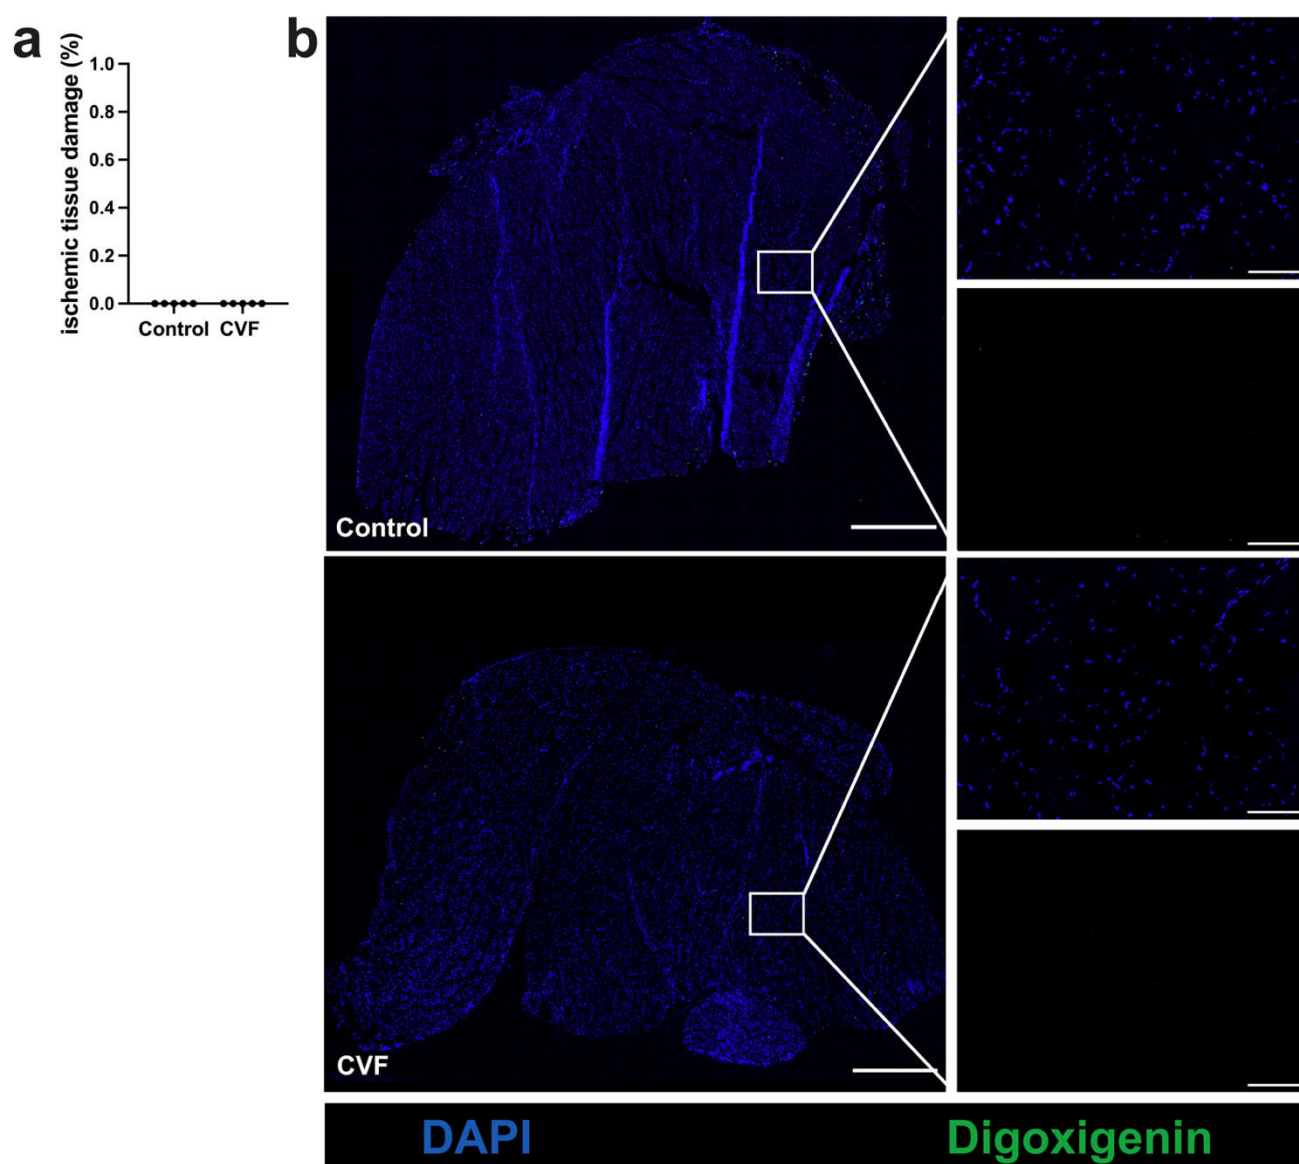 a
b
ischemic tissue damage (%)
1.0
0.8
0.6
0.4
0.2
0.0
Control CVF
Control
CVF
DAPI Digoxigenin